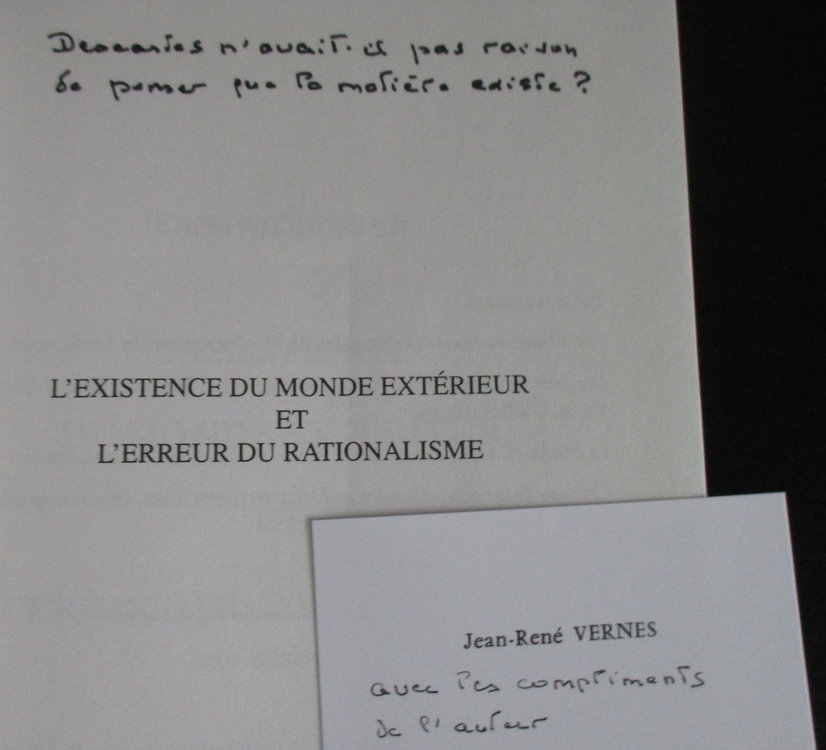 Descartes n'avait-il pas raison
de penser que la matière existe ?
L'EXISTENCE DU MONDE EXTÉRIEUR
ET
L'ERREUR DU RATIONALISME
Jean-René VERNES
avec les compliments
de l'auteur